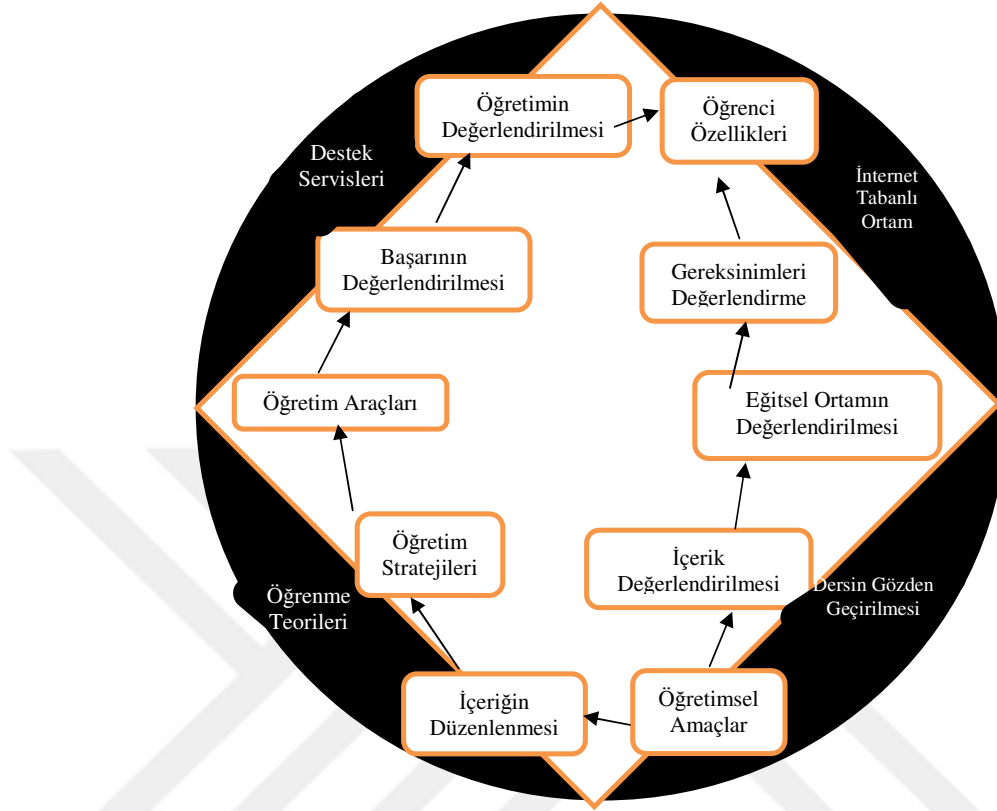 Öğretimin
Değerlendirilmesi
Öğrenci
Özellikleri
Destek
Servisleri
İnternet
Tabanlı
Ortam
Başarının
Değerlendirilmesi
Gereksinimleri
Değerlendirme
Öğretim Araçları
Eğitsel Ortamın
Değerlendirilmesi
Öğretim
Stratejileri
İçerik
Değerlendirilmesi
Öğrenme
Teorileri
Dersin Gözden
Geçirilmesi
İçeriğin
Düzenlenmesi
Öğretimsel
Amaçlar